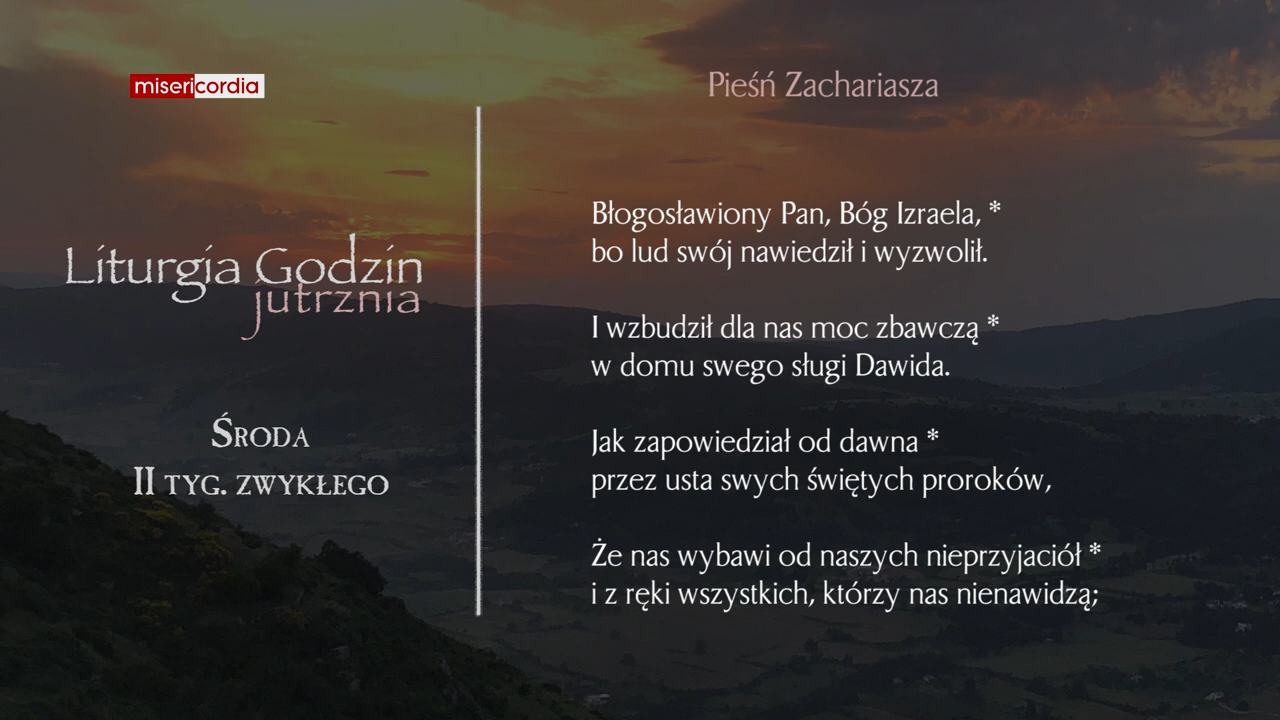 misericordia
Liturgia Godzin
jutrznia
Środa
II tyg. zwykłego
Pieśń Zachariasza
Błogosławiony Pan, Bóg Izraela, *
bo lud swój nawiedził i wyzwolił.
I wzbudził dla nas moc zbawczą *
w domu swego sługi Dawida.
Jak zapowiedział od dawna *
przez usta swych świętych proroków,
Że nas wybawi od naszych nieprzyjaciół *
i z ręki wszystkich, którzy nas nienawidzą;